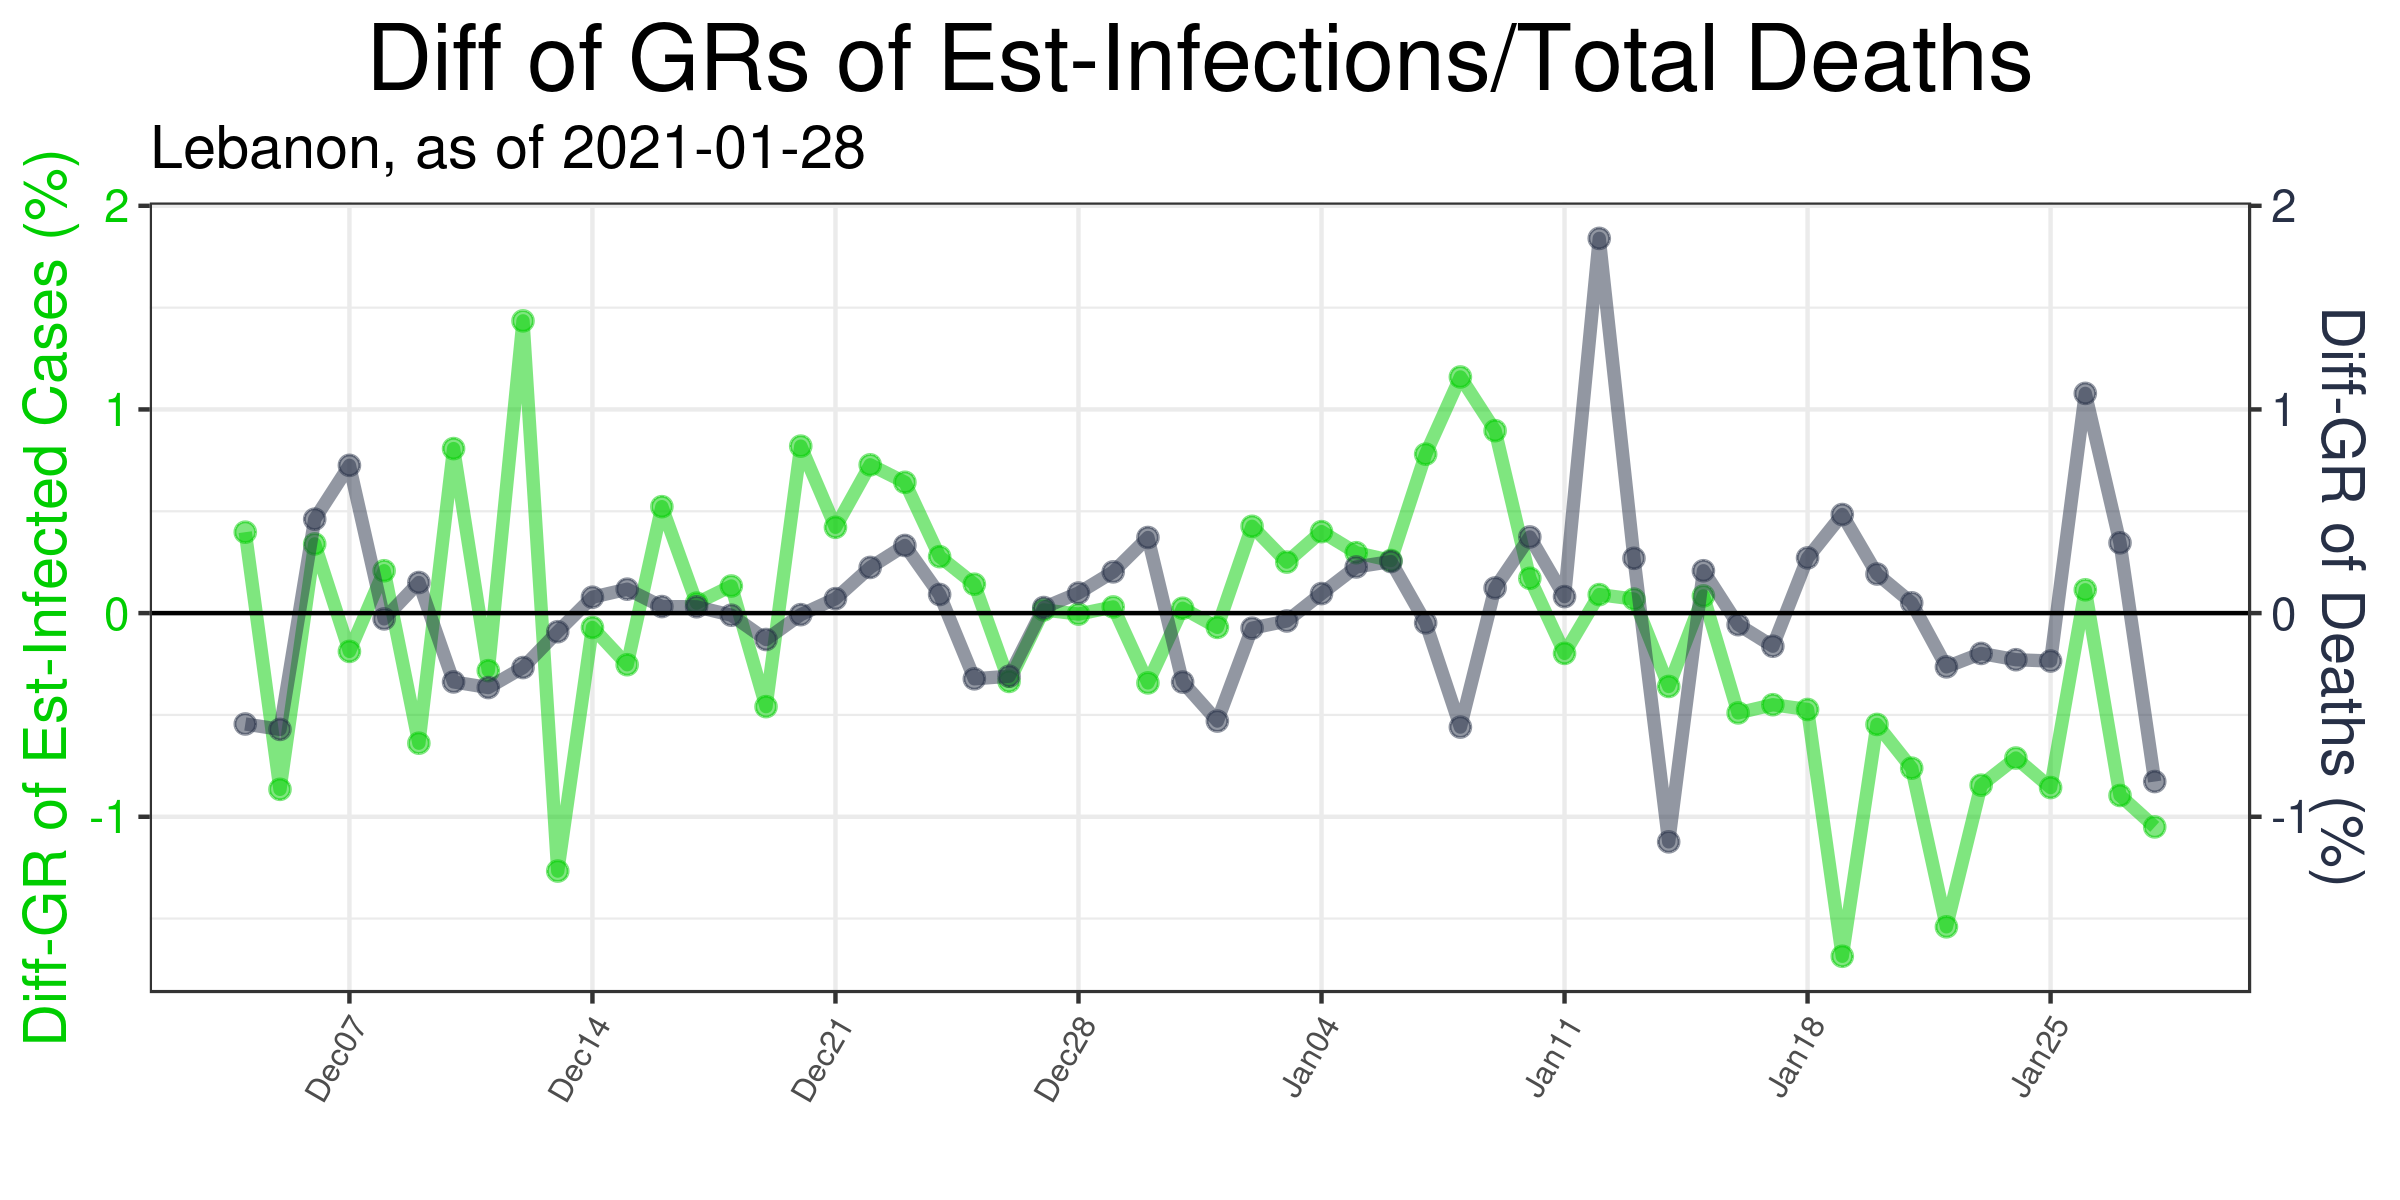 Diff of GRs of Est-Infections/Total Deaths
Lebanon, as of 2021-01-28
Diff-GR of Est-Infected Cases (%)
2
1
0
-1
2
1
0
-1
Diff-GR of Deaths (%)
Dec07
Dec14
Dec21
Dec28
Jan04
Jan11
Jan18
Jan25